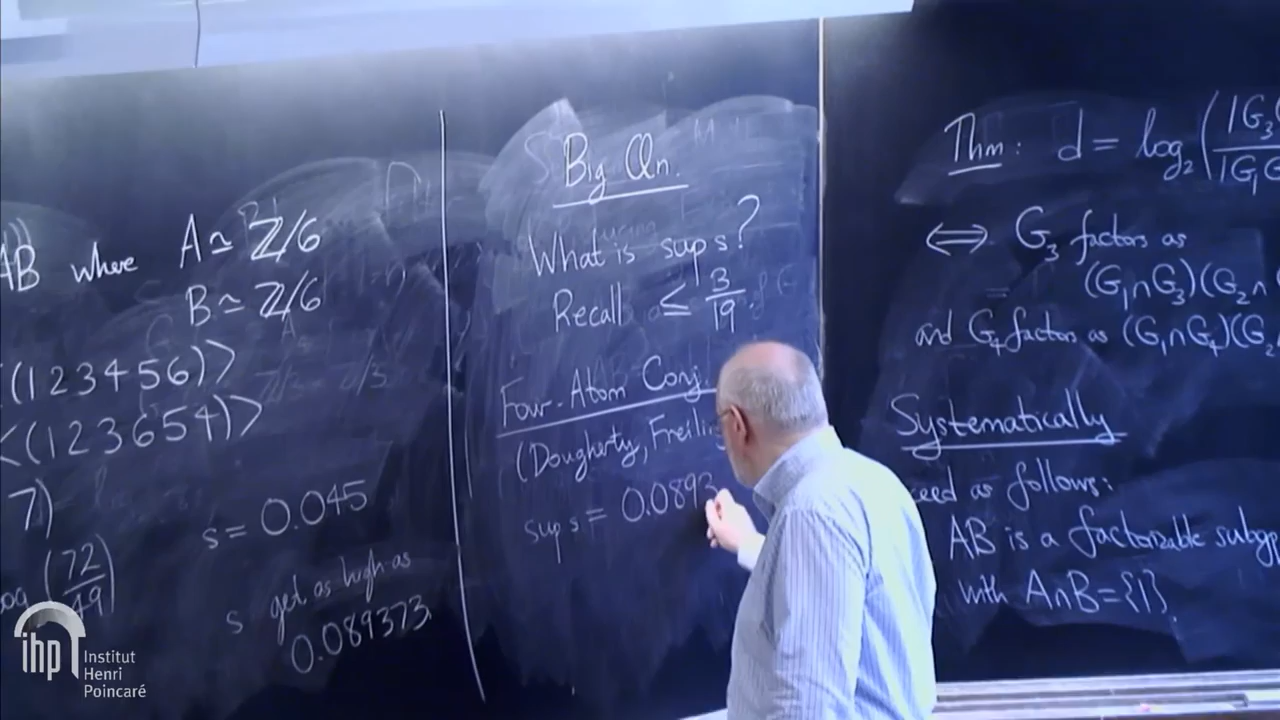 AB where A ≃ ℤ/6
B ≃ ℤ/6
⟨(123456)⟩
⟨(123654)⟩
7)
s = 0.045
(72/49)
s get as high as
0.089373.
Big Qn.
What is sup s?
Recall ≤ 3/19
Four-Atom Conj.
(Dougherty, Freili
sup s = 0.0893
Thm: d = log₂(|G₃
|G₁G
⟺ G₃ factors as
(G₁∩G₃)(G₂∩
and G₄ factors as (G₁∩G₄)(G₂
Systematically
eed as follows:
AB is a factorizable subgp
with A∩B={1}
ihp
Institut
Henri
Poincaré